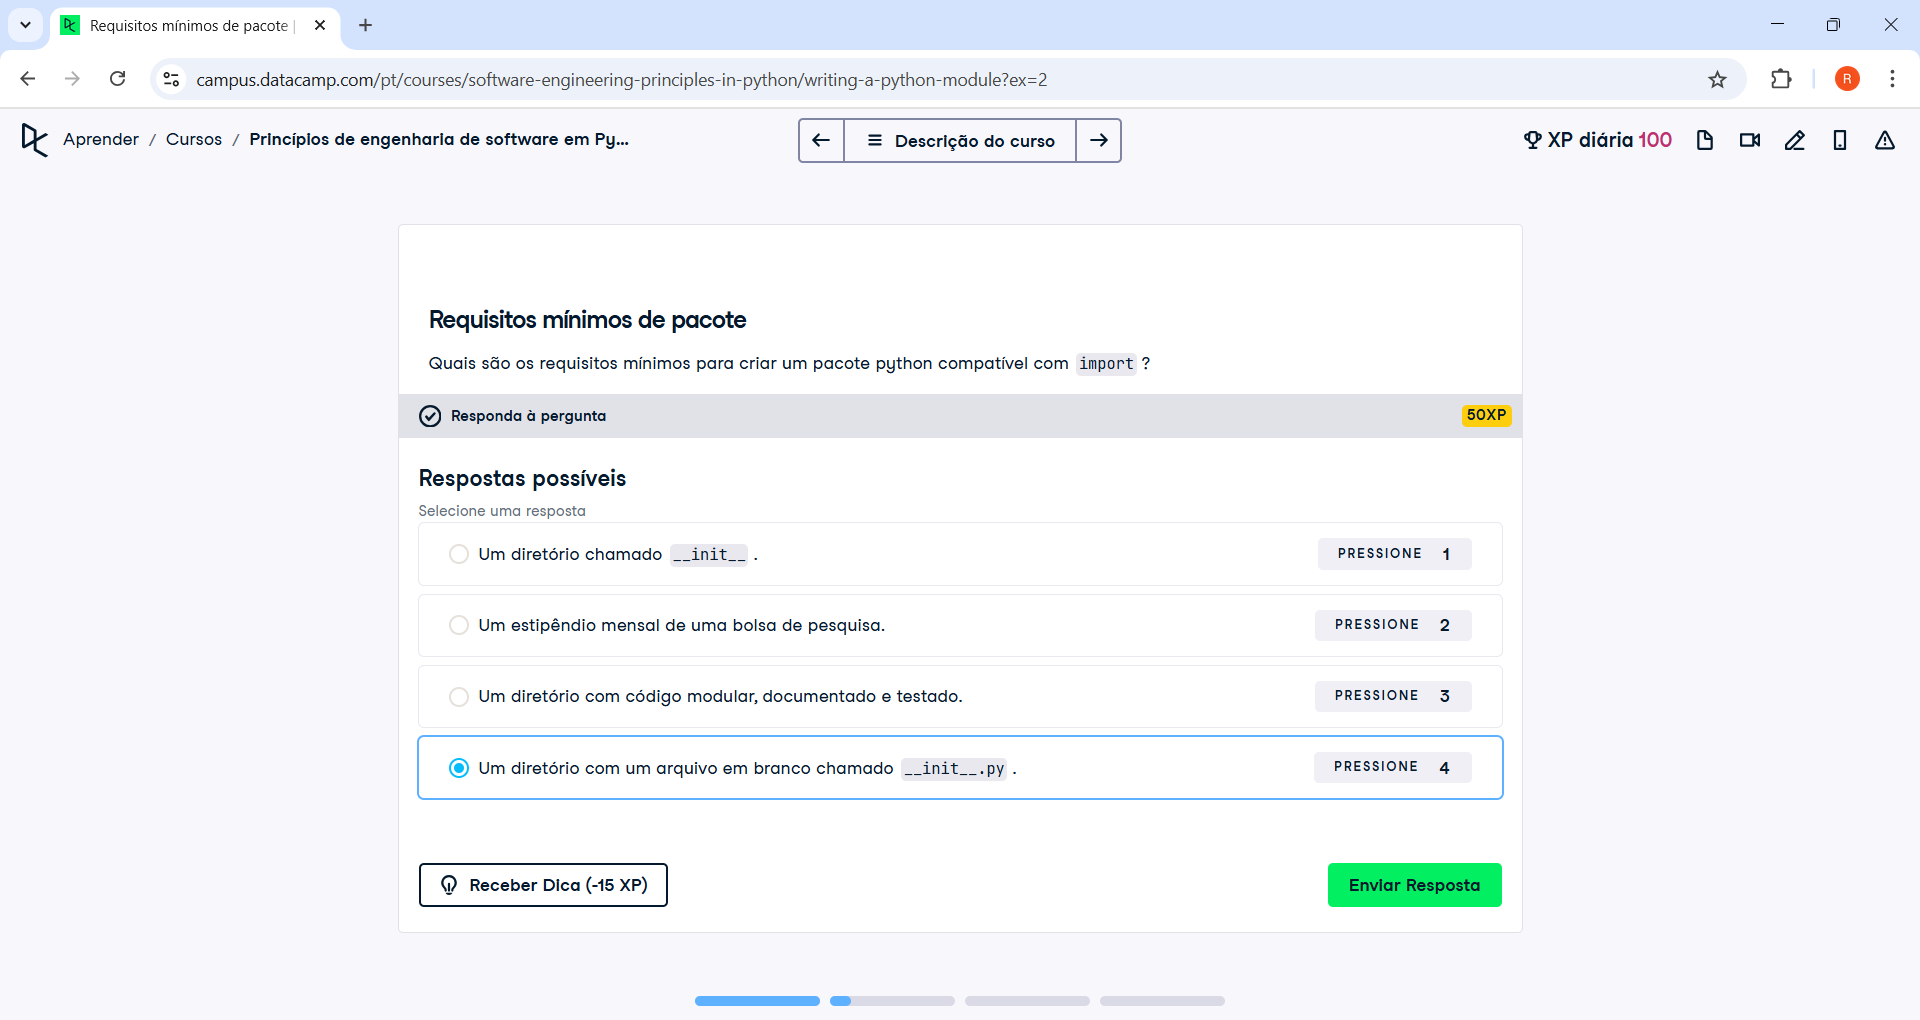 Requisitos mínimos de pacote |
campus.datacamp.com/pt/courses/software-engineering-principles-in-python/writing-a-python-module?ex=2
R
Aprender / Cursos / Princípios de engenharia de software em Py...
Descrição do curso
XP diária 100
Requisitos mínimos de pacote
Quais são os requisitos mínimos para criar um pacote python compatível com import ?
Responda à pergunta
50XP
Respostas possíveis
Selecione uma resposta
Um diretório chamado __init__ .
PRESSIONE 1
Um estipêndio mensal de uma bolsa de pesquisa.
PRESSIONE 2
Um diretório com código modular, documentado e testado.
PRESSIONE 3
Um diretório com um arquivo em branco chamado __init__.py .
PRESSIONE 4
Receber Dica (-15 XP)
Enviar Resposta